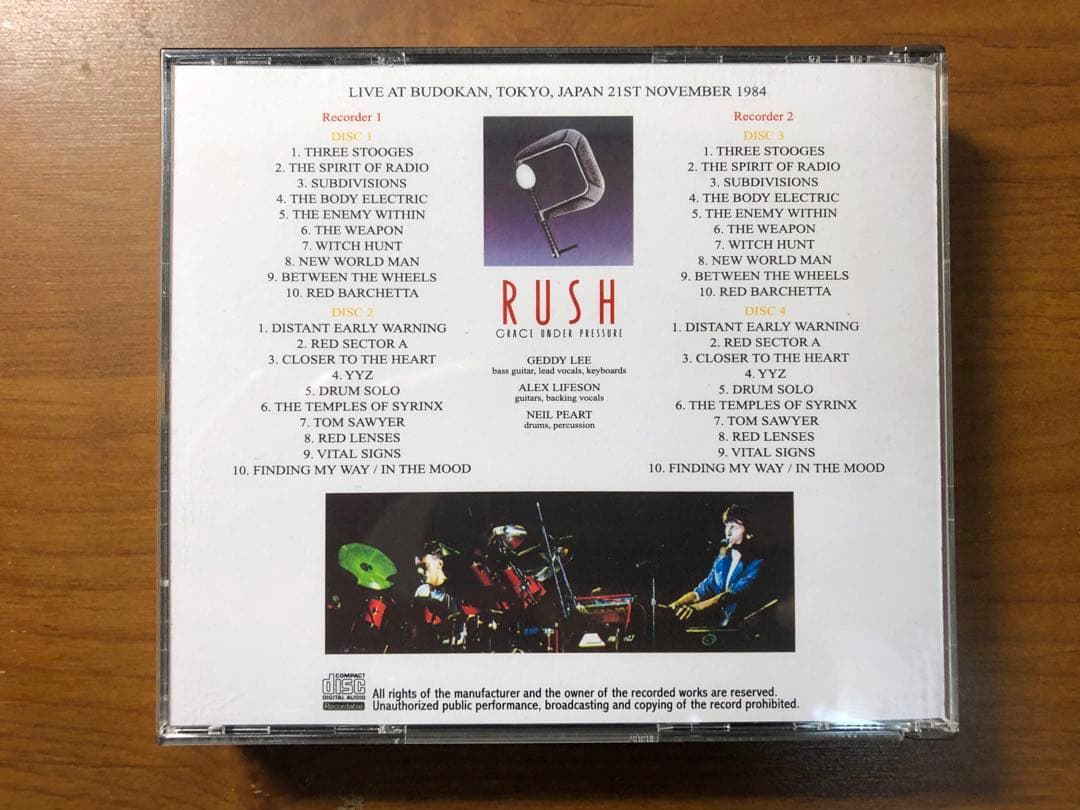 LIVE AT BUDOKAN, TOKYO, JAPAN 21ST NOVEMBER 1984
Recorder 1
DISC 1
1. THREE STOOGES
2. THE SPIRIT OF RADIO
3. SUBDIVISIONS
4. THE BODY ELECTRIC
5. THE ENEMY WITHIN
6. THE WEAPON
7. WITCH HUNT
8. NEW WORLD MAN
9. BETWEEN THE WHEELS
10. RED BARCHETTA
DISC 2
1. DISTANT EARLY WARNING
2. RED SECTOR A
3. CLOSER TO THE HEART
4. YYZ
5. DRUM SOLO
6. THE TEMPLES OF SYRINX
7. TOM SAWYER
8. RED LENSES
9. VITAL SIGNS
10. FINDING MY WAY / IN THE MOOD
RUSH
GRACE UNDER PRESSURE
GEDDY LEE
bass guitar, lead vocals, keyboards
ALEX LIFESON
guitars, backing vocals
NEIL PEART
drums, percussion
Recorder 2
DISC 3
1. THREE STOOGES
2. THE SPIRIT OF RADIO
3. SUBDIVISIONS
4. THE BODY ELECTRIC
5. THE ENEMY WITHIN
6. THE WEAPON
7. WITCH HUNT
8. NEW WORLD MAN
9. BETWEEN THE WHEELS
10. RED BARCHETTA
DISC 4
1. DISTANT EARLY WARNING
2. RED SECTOR A
3. CLOSER TO THE HEART
4. YYZ
5. DRUM SOLO
6. THE TEMPLES OF SYRINX
7. TOM SAWYER
8. RED LENSES
9. VITAL SIGNS
10. FINDING MY WAY / IN THE MOOD
COMPACT
disc
DIGITAL AUDIO
Recordable
All rights of the manufacturer and the owner of the recorded works are reserved.
Unauthorized public performance, broadcasting and copying of the record prohibited.